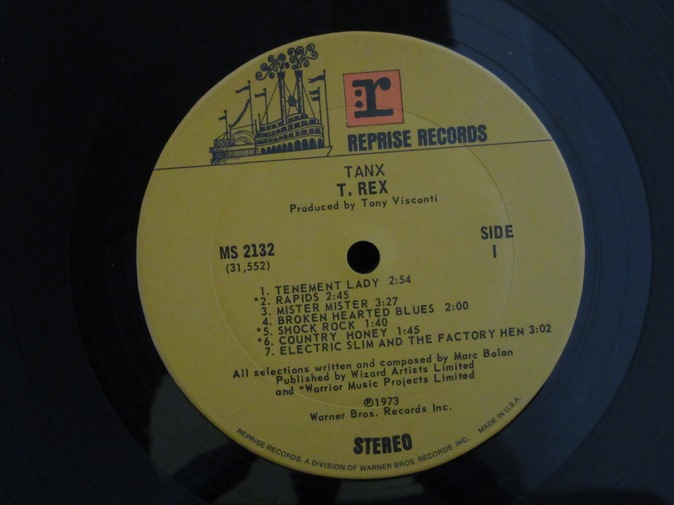 r
REPRISE RECORDS
TANX
T. REX
Produced by Tony Visconti
MS 2132
(31,552)
SIDE
1
1. TENEMENT LADY 2:54
*2. RAPIDS 2:45
3. MISTER MISTER 3:27
4. BROKEN HEARTED BLUES 2:00
*5. SHOCK ROCK 1:40
*6. COUNTRY HONEY 1:45
7. ELECTRIC SLIM AND THE FACTORY HEN 3:02
All selections written and composed by Marc Bolan
Published by Wizard Artists Limited
and *Warrior Music Projects Limited
℗1973
Warner Bros. Records Inc.
STEREO
REPRISE RECORDS, A DIVISION OF WARNER BROS. RECORDS INC. MADE IN U.S.A.